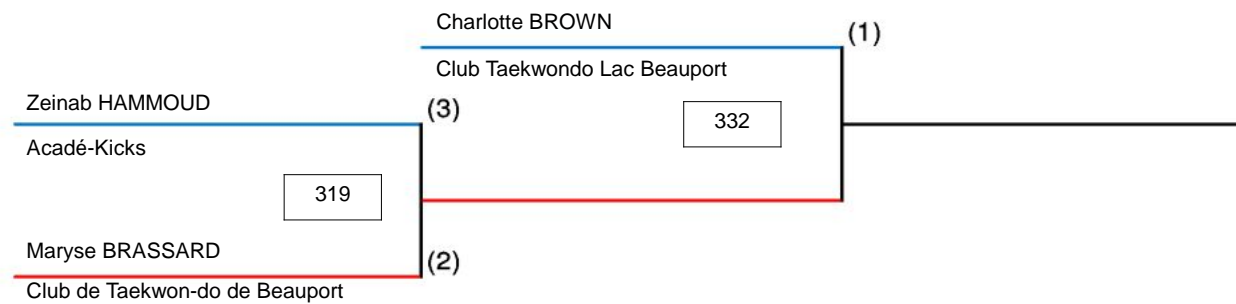 Charlotte BROWN
(1)
Club Taekwondo Lac Beauport
Zeinab HAMMOUD
(3)
332
Acadé-Kicks
319
Maryse BRASSARD
(2)
Club de Taekwon-do de Beauport